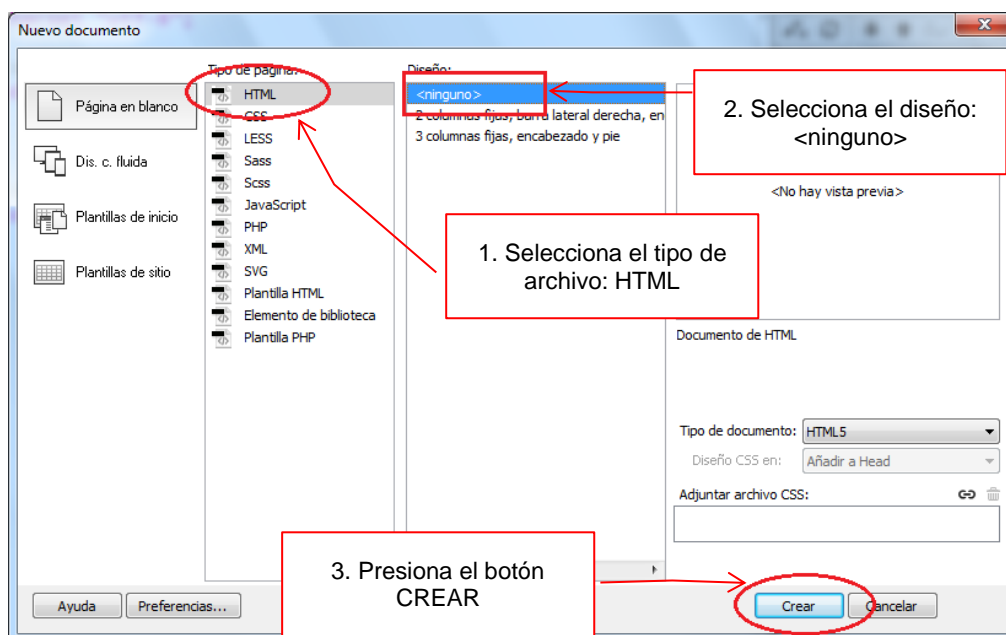 Nuevo documento
Tipo de página:
Diseño:
Página en blanco
Dis. c. fluida
Plantillas de inicio
Plantillas de sitio
HTML
CSS
LESS
Sass
Scss
JavaScript
PHP
XML
SVG
Plantilla HTML
Elemento de biblioteca
Plantilla PHP
<ninguno>
2 columnas fijas, barra lateral derecha, en
3 columnas fijas, encabezado y pie
2. Selecciona el diseño:
<ninguno>
<No hay vista previa>
1. Selecciona el tipo de
archivo: HTML
Documento de HTML
Tipo de documento: HTML5
Diseño CSS en: Añadir a Head
Adjuntar archivo CSS:
3. Presiona el botón
CREAR
Ayuda
Preferencias...
Crear
Cancelar